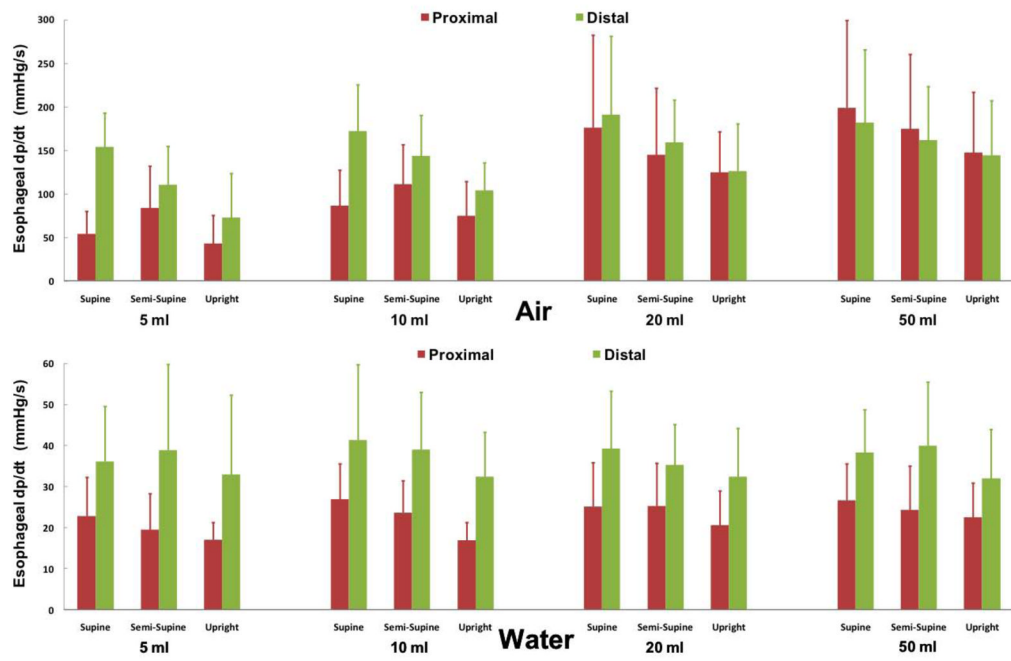 Proximal Distal
Esophageal dp/dt (mmHg/s)
300
250
200
150
100
50
0
Supine Semi-Supine Upright Supine Semi-Supine Upright Supine Semi-Supine Upright Supine Semi-Supine Upright
5 ml 10 ml Air 20 ml 50 ml
Proximal Distal
Esophageal dp/dt (mmHg/s)
60
50
40
30
20
10
0
Supine Semi-Supine Upright Supine Semi-Supine Upright Supine Semi-Supine Upright Supine Semi-Supine Upright
5 ml 10 ml Water 20 ml 50 ml